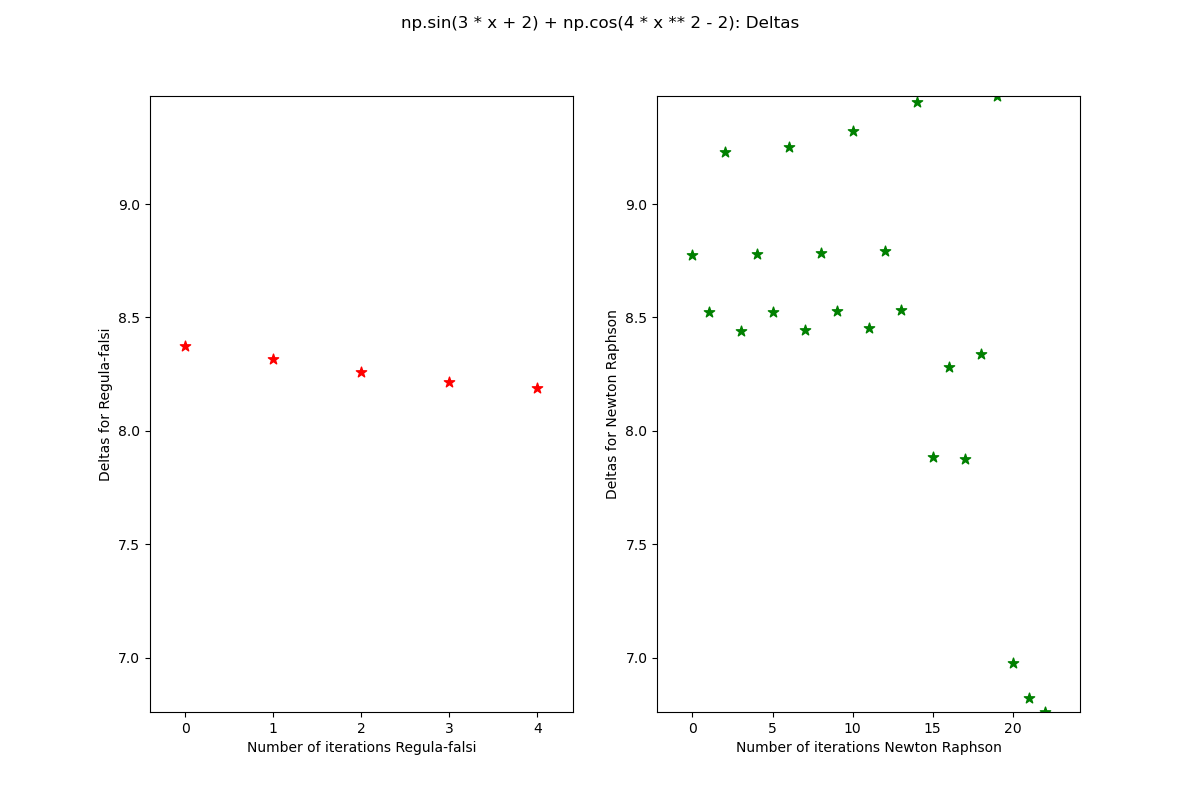 np.sin(3 * x + 2) + np.cos(4 * x ** 2 - 2): Deltas
Deltas for Regula-falsi
9.0
8.5
8.0
7.5
7.0
0 1 2 3 4
Number of iterations Regula-falsi
Deltas for Newton Raphson
9.0
8.5
8.0
7.5
7.0
0 5 10 15 20
Number of iterations Newton Raphson